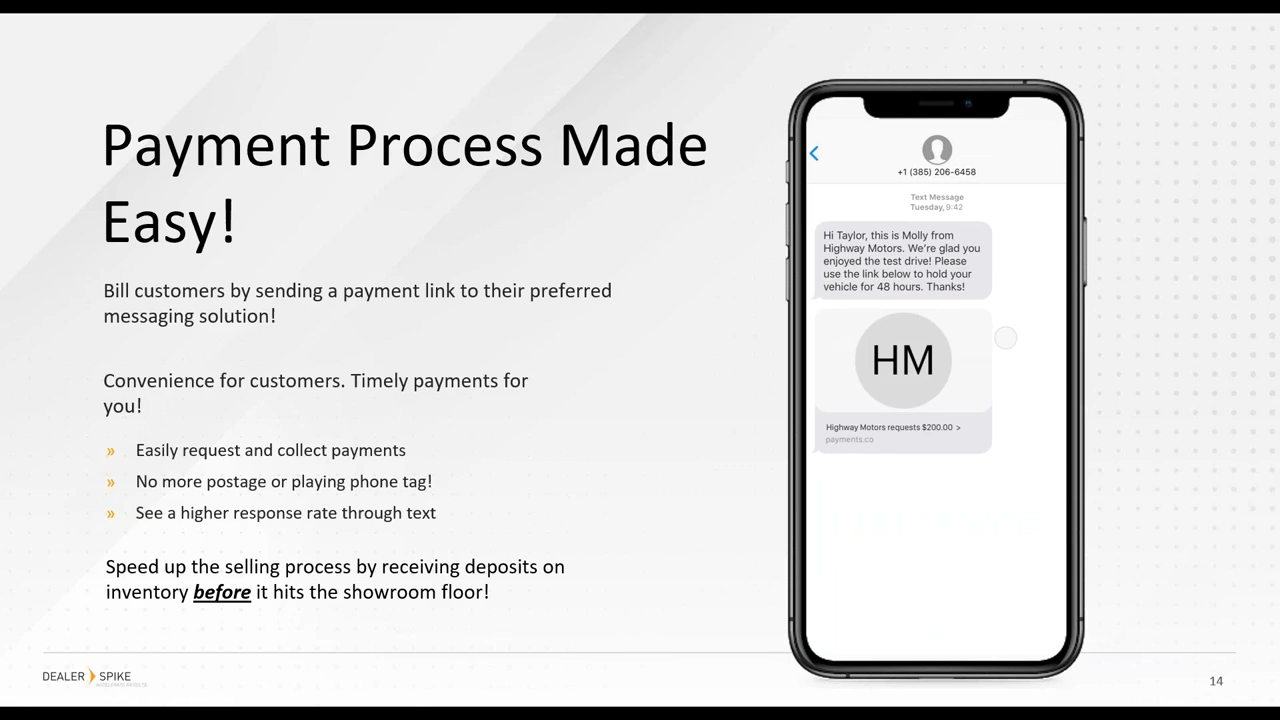 Payment Process Made
Easy!
Bill customers by sending a payment link to their preferred
messaging solution!
Convenience for customers. Timely payments for
you!
» Easily request and collect payments
» No more postage or playing phone tag!
» See a higher response rate through text
Speed up the selling process by receiving deposits on
inventory before it hits the showroom floor!
+1 (385) 206-6458
Text Message
Tuesday, 9:42
Hi Taylor, this is Molly from
Highway Motors. We're glad you
enjoyed the test drive! Please
use the link below to hold your
vehicle for 48 hours. Thanks!
HM
Highway Motors requests $200.00 >
payments.co
DEALER SPIKE
14